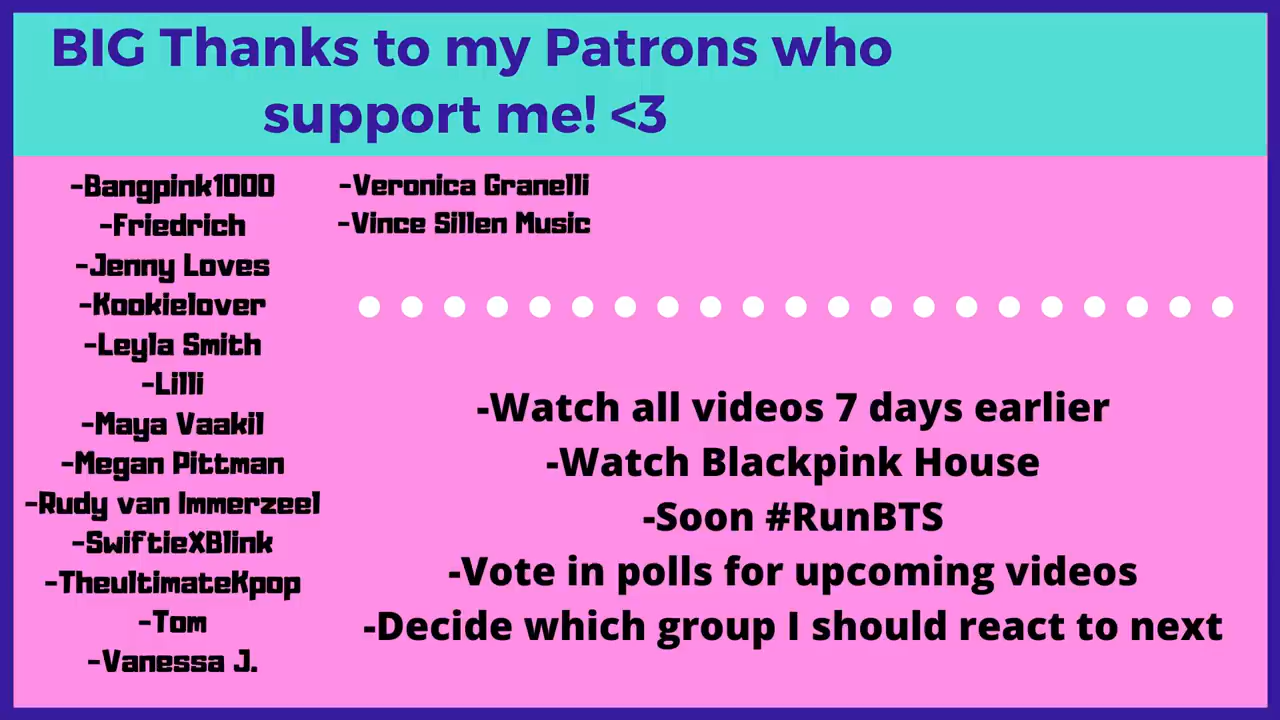 BIG Thanks to my Patrons who
support me! <3
-Bangpink1000
-Friedrich
-Jenny Loves
-Kookielover
-Leyla Smith
-Lilli
-Maya Vaakil
-Megan Pittman
-Rudy van Immerzeel
-SwiftieXBlink
-TheultimateKpop
-Tom
-Vanessa J.
-Veronica Granelli
-Vince Sillen Music
-Watch all videos 7 days earlier
-Watch Blackpink House
-Soon #RunBTS
-Vote in polls for upcoming videos
-Decide which group I should react to next